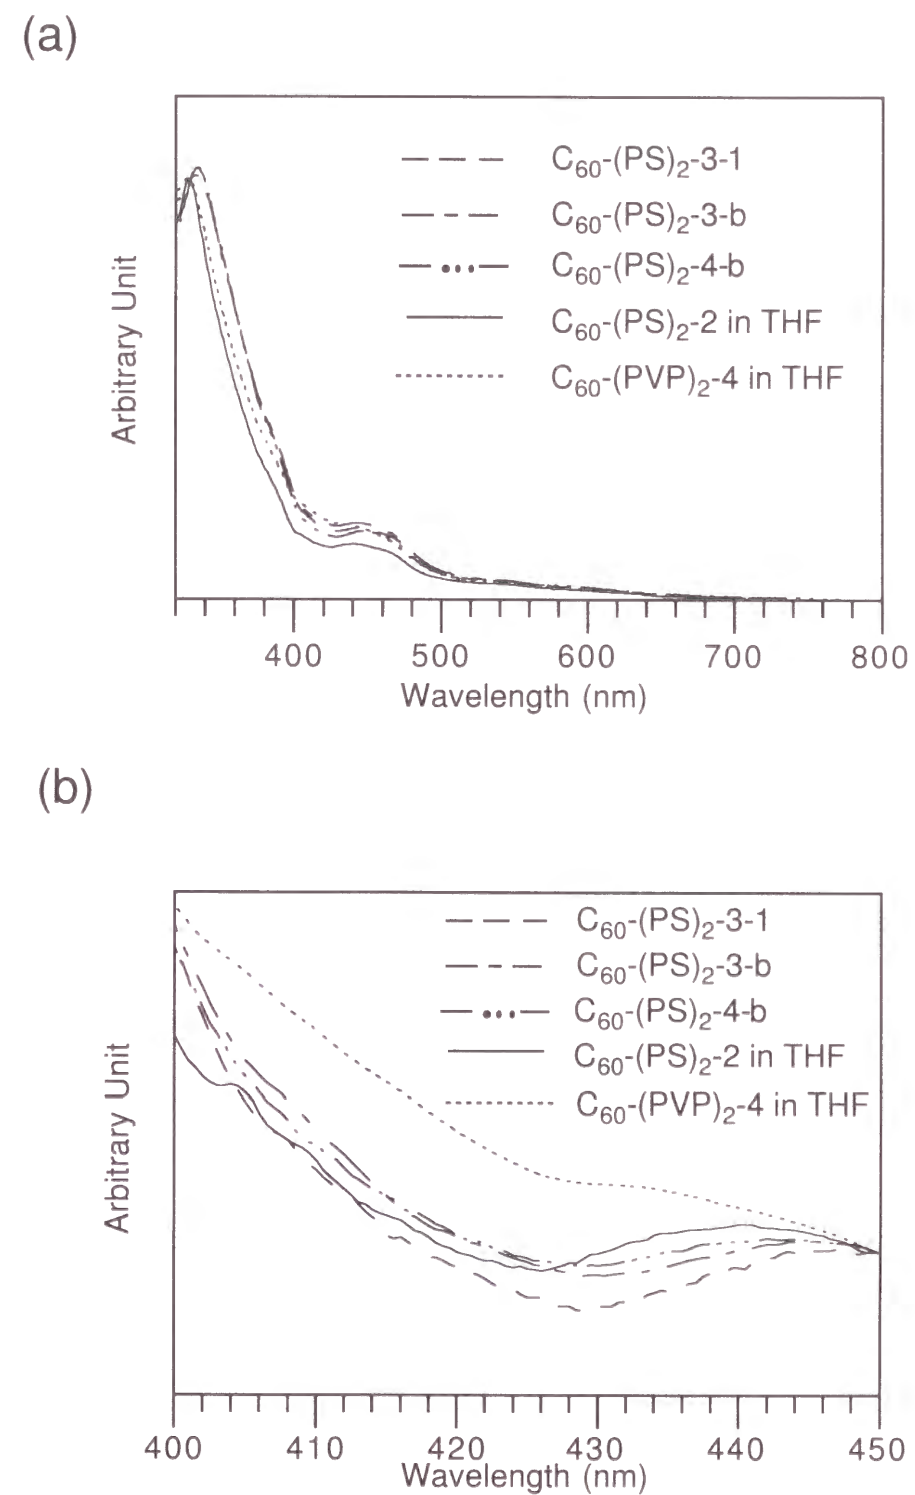 (a)
Arbitrary Unit
C60-(PS)2-3-1
C60-(PS)2-3-b
C60-(PS)2-4-b
C60-(PS)2-2 in THF
C60-(PVP)2-4 in THF
400 500 600 700 800
Wavelength (nm)
(b)
Arbitrary Unit
C60-(PS)2-3-1
C60-(PS)2-3-b
C60-(PS)2-4-b
C60-(PS)2-2 in THF
C60-(PVP)2-4 in THF
400 410 420 430 440 450
Wavelength (nm)